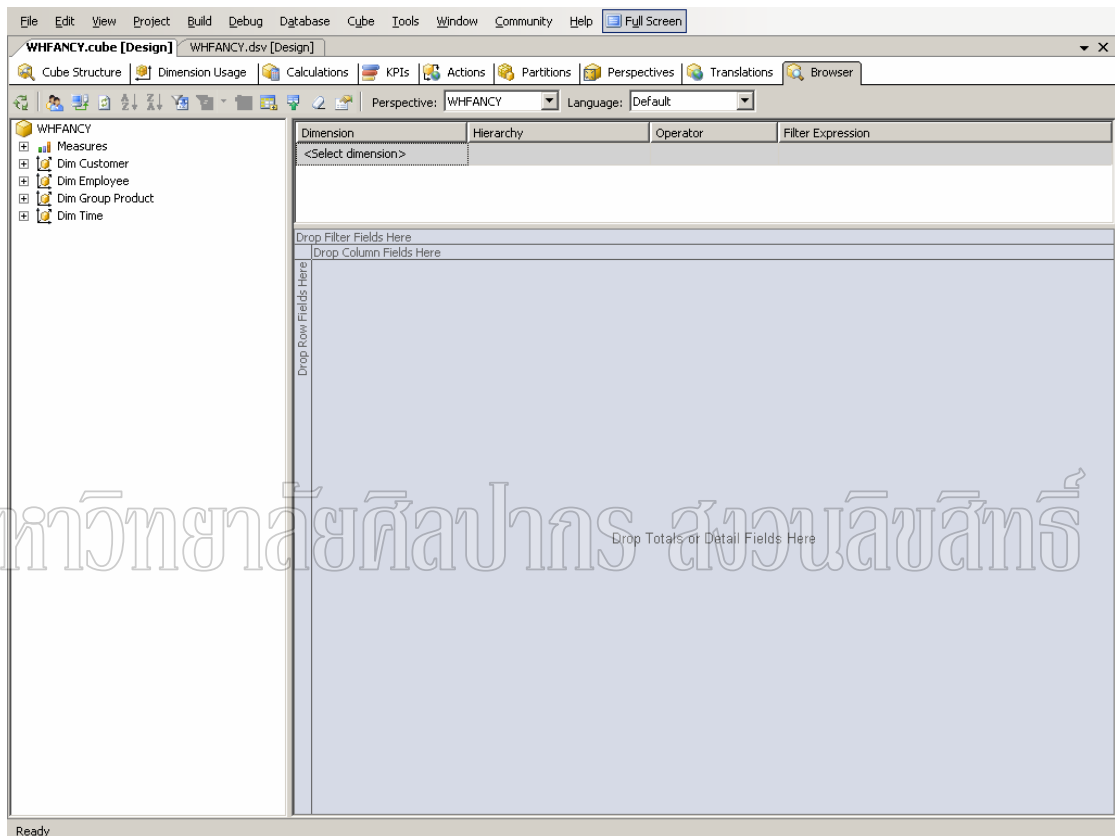 File Edit View Project Build Debug Database Cube Tools Window Community Help Full Screen
WHFANCY.cube [Design] WHFANCY.dsv [Design]
Cube Structure Dimension Usage Calculations KPIs Actions Partitions Perspectives Translations Browser
Perspective: WHFANCY Language: Default
WHFANCY
Measures
Dim Customer
Dim Employee
Dim Group Product
Dim Time
Dimension Hierarchy Operator Filter Expression
<Select dimension>
Drop Filter Fields Here
Drop Column Fields Here
Drop Row Fields Here
Drop Totals or Detail Fields Here
หาวิทยาลัยศิลปากร สงวนลิขสิทธิ์
Ready